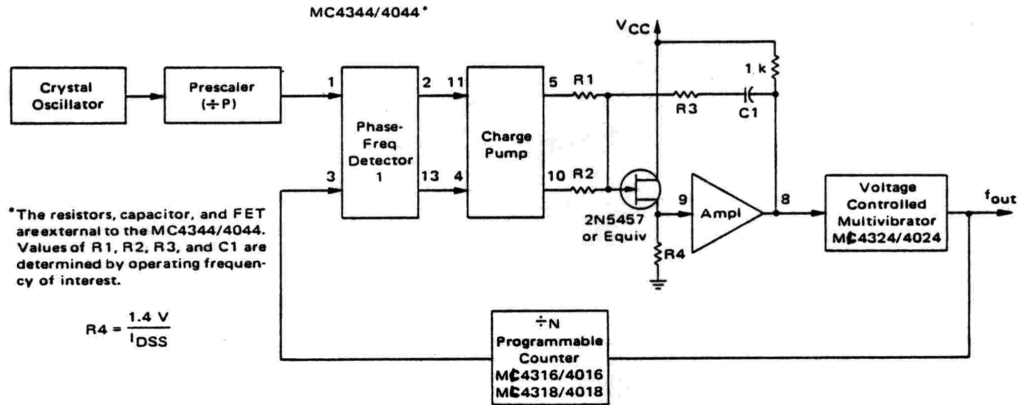 MC4344/4044*
VCC
Crystal
Oscillator
Prescaler
(÷P)
1
3
Phase-
Freq
Detector
1
2
13
11
4
Charge
Pump
5
10
R1
R2
R3
C1
1 k
2N5457
or Equiv
R4
9
Ampl
8
Voltage
Controlled
Multivibrator
MC4324/4024
fout
*The resistors, capacitor, and FET
are external to the MC4344/4044.
Values of R1, R2, R3, and C1 are
determined by operating frequen-
cy of interest.
R4 = 1.4 V
IDSS
÷N
Programmable
Counter
MC4316/4016
MC4318/4018